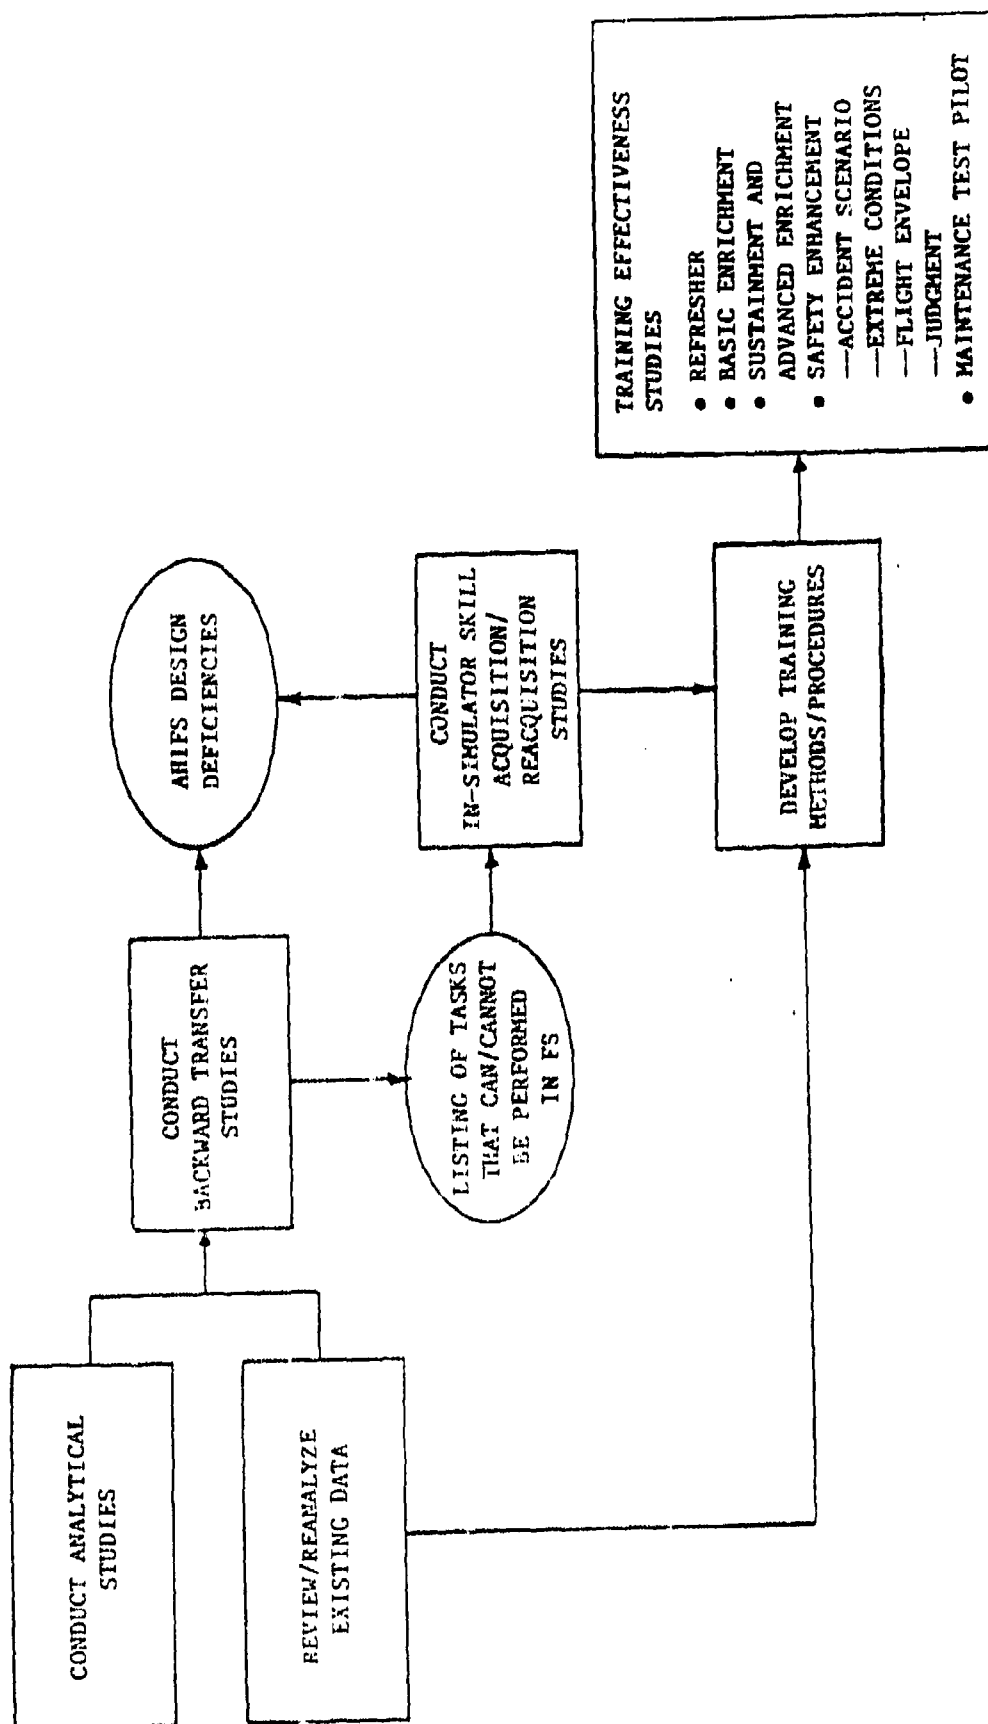 CONDUCT ANALYTICAL
STUDIES
REVIEW/REANALYZE
EXISTING DATA
CONDUCT
BACKWARD TRANSFER
STUDIES
LISTING OF TASKS
THAT CAN/CANNOT
BE PERFORMED
IN FS
AH1FS DESIGN
DEFICIENCIES
CONDUCT
IN-SIMULATOR SKILL
ACQUISITION/
REACQUISITION
STUDIES
DEVELOP TRAINING
METHODS/PROCEDURES
TRAINING EFFECTIVENESS
STUDIES
• REFRESHER
• BASIC ENRICHMENT
• SUSTAINMENT AND
ADVANCED ENRICHMENT
• SAFETY ENHANCEMENT
—ACCIDENT SCENARIO
—EXTREME CONDITIONS
—FLIGHT ENVELOPE
—JUDGMENT
• MAINTENANCE TEST PILOT